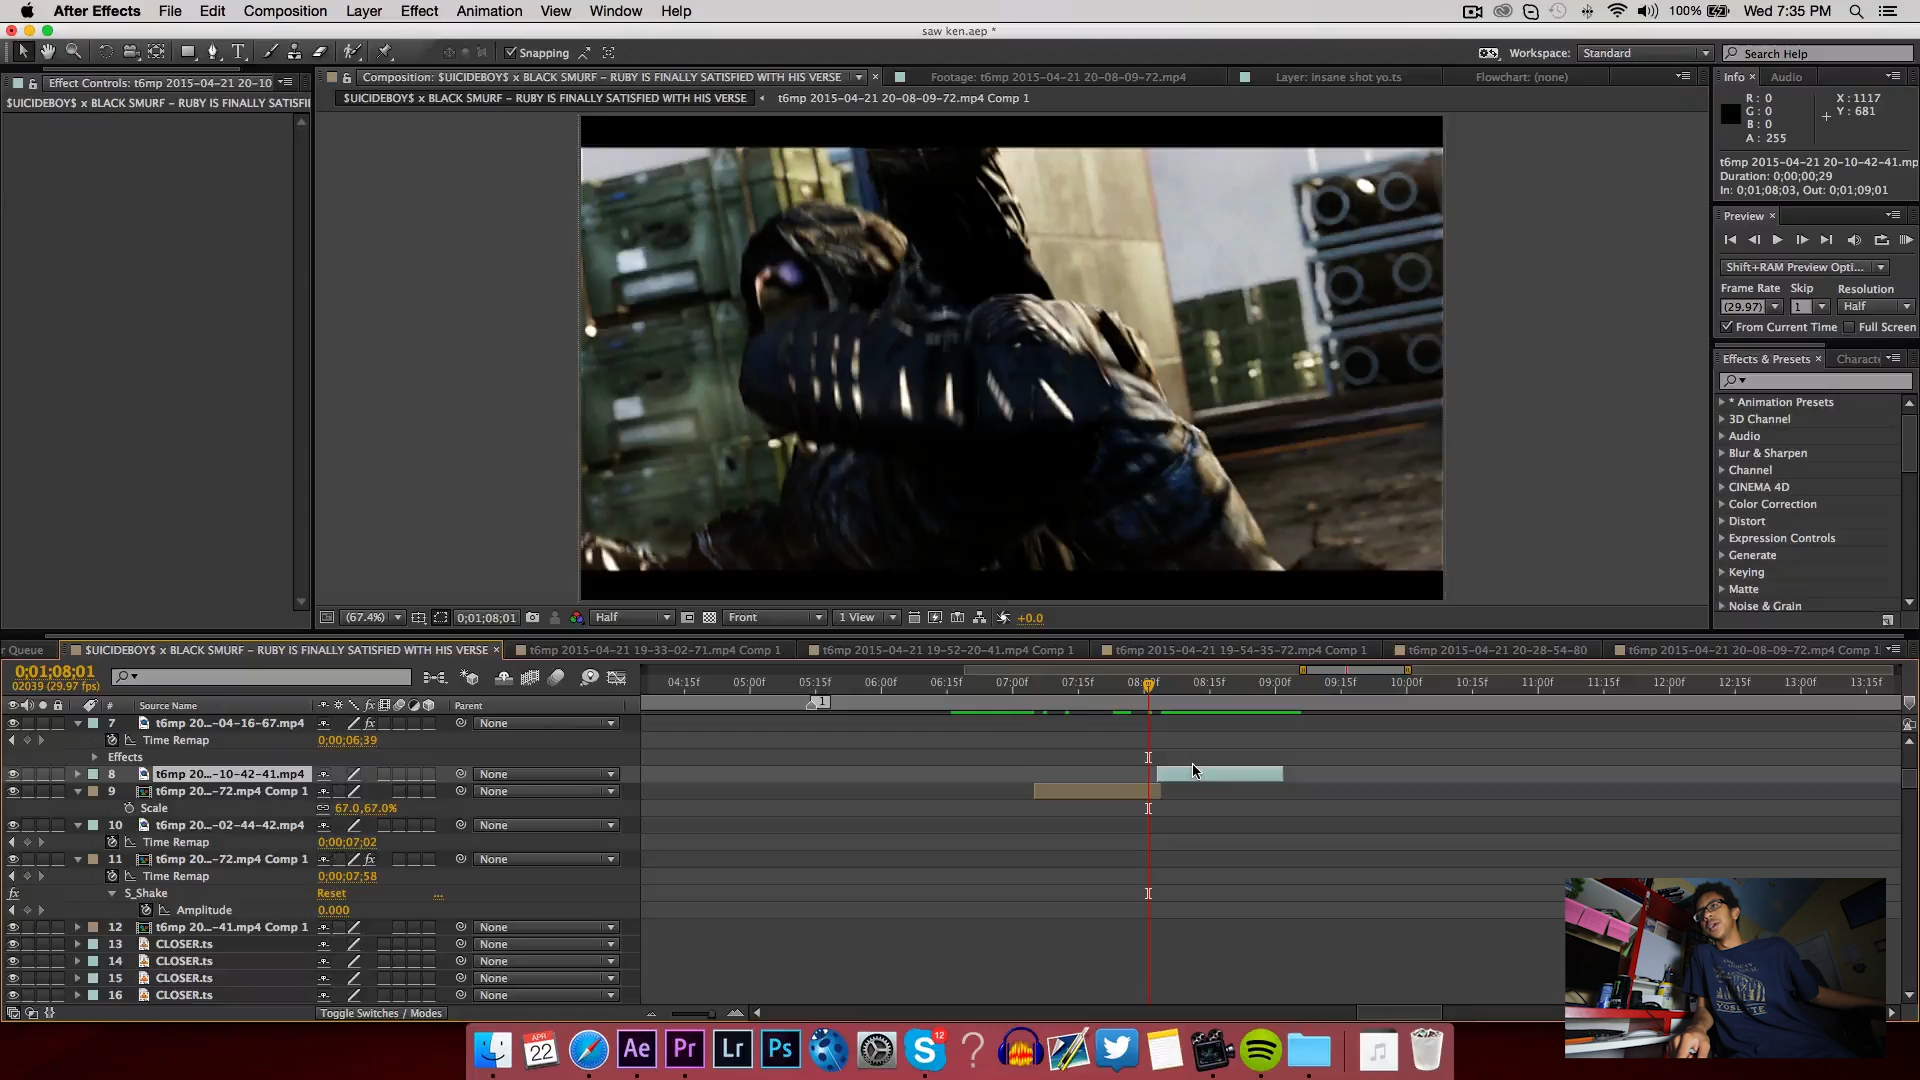 After Effects File Edit Composition Layer Effect Animation View Window Help 100% Wed 7:35 PM
saw ken.aep *
Snapping Workspace: Standard Search Help
Effect Controls: t6mp 2015-04-21 20-10 Composition: $UICIDEBOY$ x BLACK SMURF – RUBY IS FINALLY SATISFIED WITH HIS VERSE Footage: t6mp 2015-04-21 20-08-09-72.mp4 Layer: insane shot yo.ts Flowchart: (none) Info Audio
$UICIDEBOY$ x BLACK SMURF – RUBY IS FINALLY SATISFI $UICIDEBOY$ x BLACK SMURF – RUBY IS FINALLY SATISFIED WITH HIS VERSE t6mp 2015-04-21 20-08-09-72.mp4 Comp 1
R : 0 X : 1117
G : 0 Y : 681
B : 0
A : 255
t6mp 2015-04-21 20-10-42-41.mp
Duration: 0;00;00;29
In: 0;01;08;03, Out: 0;01;09;01
Preview
Shift+RAM Preview Opti...
Frame Rate Skip Resolution
(29.97) 1 Half
From Current Time Full Screen
Effects & Presets Charact
* Animation Presets
3D Channel
Audio
Blur & Sharpen
Channel
CINEMA 4D
Color Correction
Distort
Expression Controls
Generate
Keying
Matte
Noise & Grain
(67.4%) 0;01;08;01 Half Front 1 View +0.0
r Queue $UICIDEBOY$ x BLACK SMURF – RUBY IS FINALLY SATISFIED WITH HIS VERSE t6mp 2015-04-21 19-33-02-71.mp4 Comp 1 t6mp 2015-04-21 19-52-20-41.mp4 Comp 1 t6mp 2015-04-21 19-54-35-72.mp4 Comp 1 t6mp 2015-04-21 20-28-54-80 t6mp 2015-04-21 20-08-09-72.mp4 Comp 1
0;01;08;01
02039 (29.97 fps)
04:15f 05:00f 05:15f 06:00f 06:15f 07:00f 07:15f 08:00f 08:15f 09:00f 09:15f 10:00f 10:15f 11:00f 11:15f 12:00f 12:15f 13:00f 13:15f
# Source Name fx Parent 1
7 t6mp 20...-04-16-67.mp4 fx None
Time Remap 0;00;06;39
Effects
8 t6mp 20...-10-42-41.mp4 None
9 t6mp 20...-72.mp4 Comp 1 None
Scale 67.0,67.0%
10 t6mp 20...-02-44-42.mp4 None
Time Remap 0;00;07;02
11 t6mp 20...-72.mp4 Comp 1 fx None
Time Remap 0;00;07;58
fx S_Shake Reset ...
Amplitude 0.000
12 t6mp 20...-41.mp4 Comp 1 None
13 CLOSER.ts None
14 CLOSER.ts None
15 CLOSER.ts None
16 CLOSER.ts None
Toggle Switches / Modes
APR 22 Ae Pr Lr Ps S 12 ?